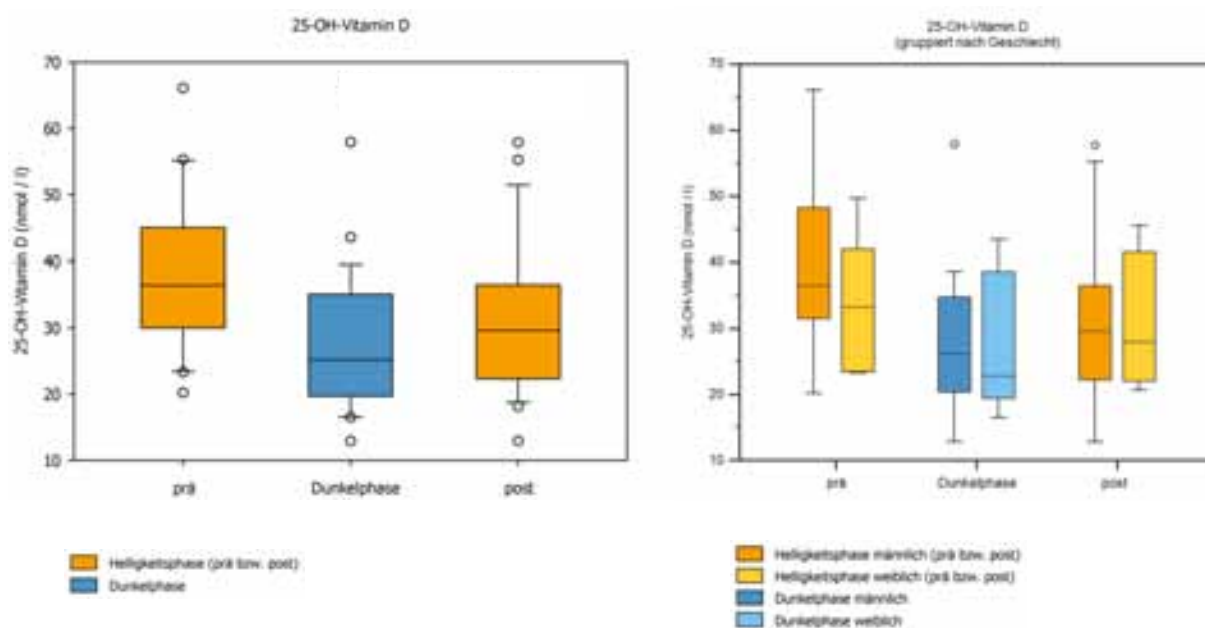 25-OH-Vitamin D
70
60
50
40
30
20
10
25-OH-Vitamin D (nmol / l)
prä
Dunkelphase
post
Helligkeitsphase (prä bzw. post)
Dunkelphase
25-OH-Vitamin D
(gruppiert nach Geschlecht)
70
60
50
40
30
20
10
25-OH-Vitamin D (nmol / l)
prä
Dunkelphase
post
Helligkeitsphase männlich (prä bzw. post)
Helligkeitsphase weiblich (prä bzw. post)
Dunkelphase männlich
Dunkelphase weiblich